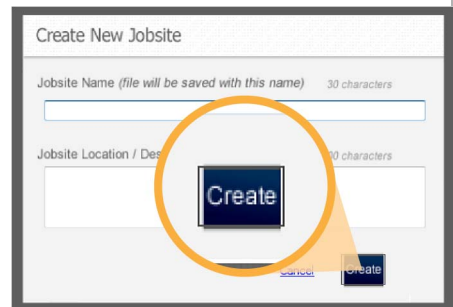 Create New Jobsite
Jobsite Name (file will be saved with this name) 30 characters
Jobsite Location / Des
characters
Create
Cancel Create